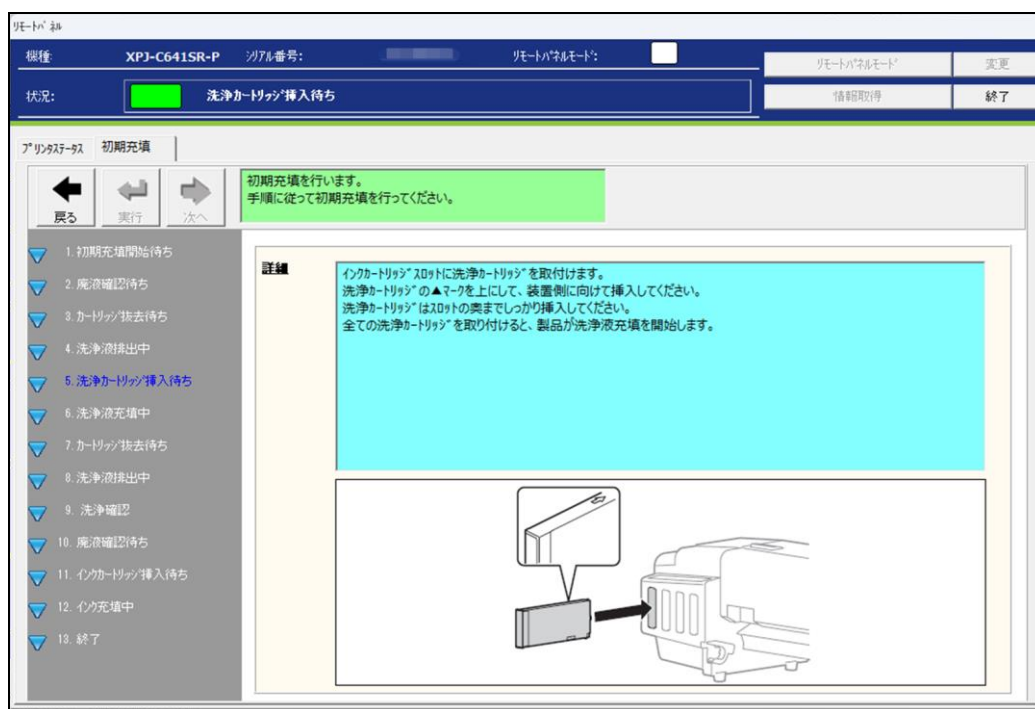 リモートパネル
機種: XPJ-C641SR-P シリアル番号: リモートパネルモード:
リモートパネルモード 変更
状況: 洗浄カートリッジ挿入待ち
情報取得 終了
プリンタステータス 初期充填
戻る 実行 次へ
初期充填を行います。
手順に従って初期充填を行ってください。
1. 初期充填開始待ち
2. 廃液確認待ち
3. カートリッジ抜去待ち
4. 洗浄液排出中
5. 洗浄カートリッジ挿入待ち
6. 洗浄液充填中
7. カートリッジ抜去待ち
8. 洗浄液排出中
9. 洗浄確認
10. 廃液確認待ち
11. インクカートリッジ挿入待ち
12. インク充填中
13. 終了
詳細
インクカートリッジスロットに洗浄カートリッジを取付けます。
洗浄カートリッジの▲マークを上にして、装置側に向けて挿入してください。
洗浄カートリッジはスロットの奥までしっかり挿入してください。
全ての洗浄カートリッジを取り付けると、製品が洗浄液充填を開始します。